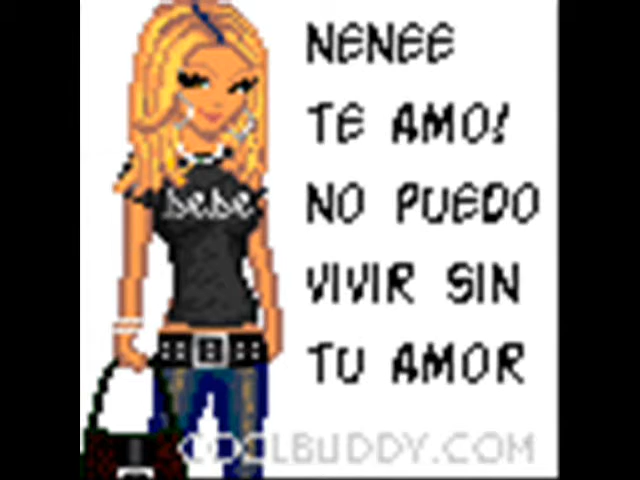 NENEE
TE AMO!
bebe
NO PUEDO
VIVIR SIN
TU AMOR
COOLBUDDY.COM